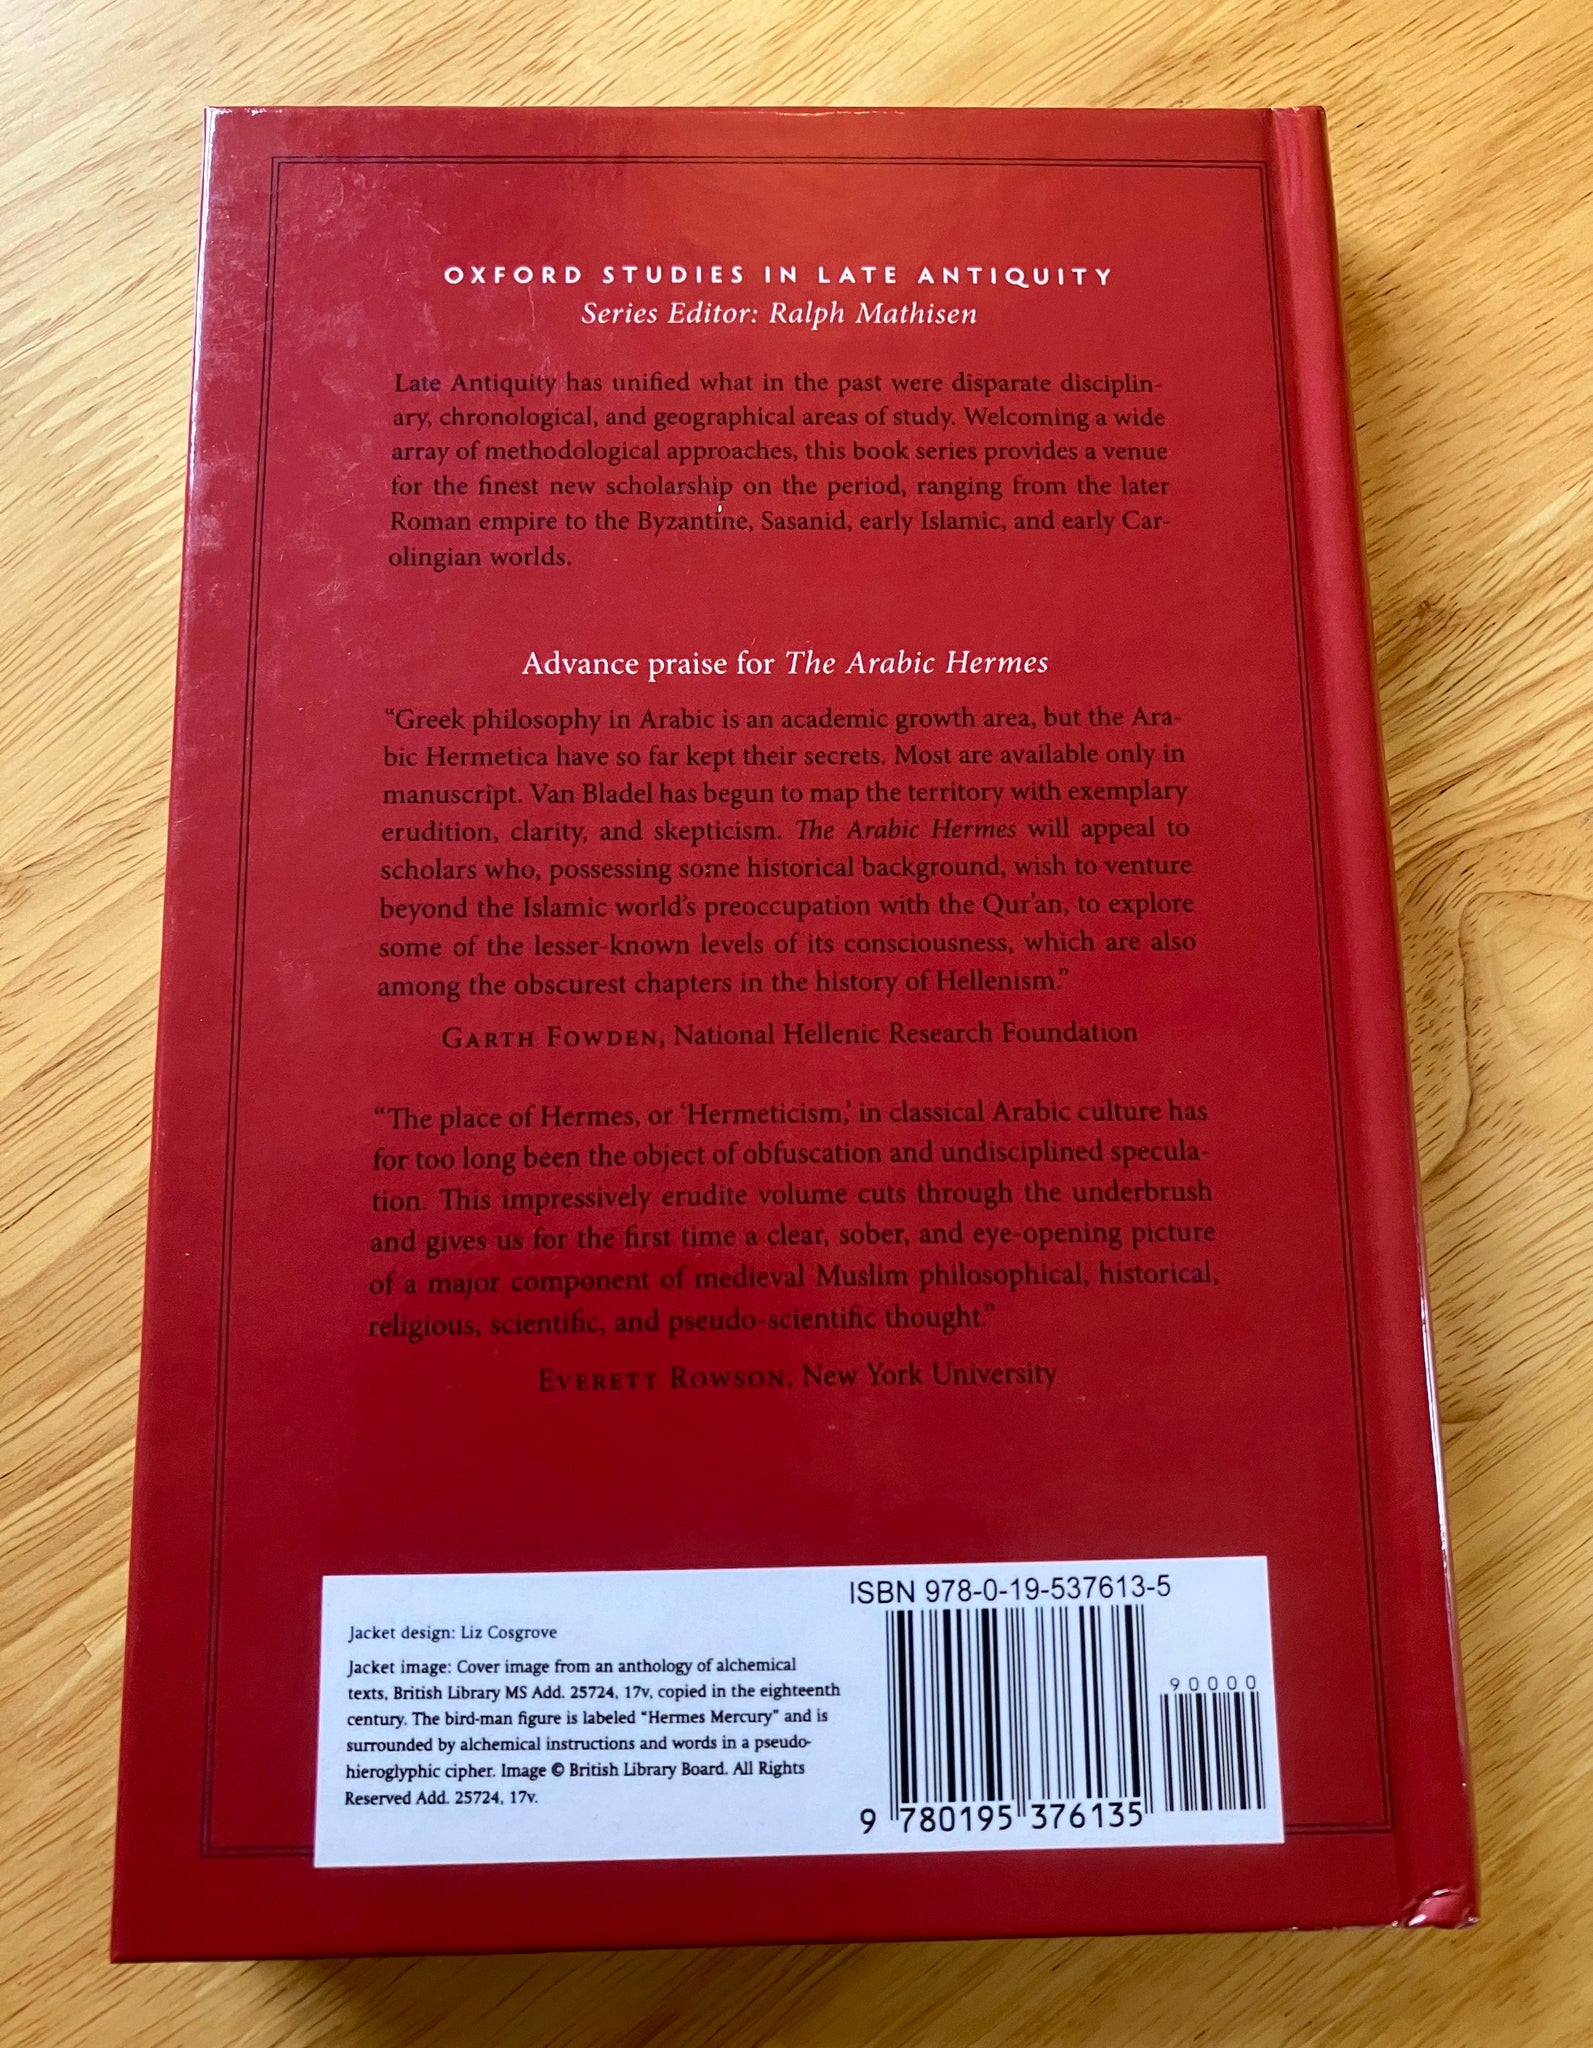 OXFORD STUDIES IN LATE ANTIQUITY
Series Editor: Ralph Mathisen
Late Antiquity has unified what in the past were disparate disciplin-
ary, chronological, and geographical areas of study. Welcoming a wide
array of methodological approaches, this book series provides a venue
for the finest new scholarship on the period, ranging from the later
Roman empire to the Byzantine, Sasanid, early Islamic, and early Car-
olingian worlds.
Advance praise for The Arabic Hermes
“Greek philosophy in Arabic is an academic growth area, but the Ara-
bic Hermetica have so far kept their secrets. Most are available only in
manuscript. Van Bladel has begun to map the territory with exemplary
erudition, clarity, and skepticism. The Arabic Hermes will appeal to
scholars who, possessing some historical background, wish to venture
beyond the Islamic world’s preoccupation with the Qur’an, to explore
some of the lesser-known levels of its consciousness, which are also
among the obscurest chapters in the history of Hellenism.”
GARTH FOWDEN, National Hellenic Research Foundation
“The place of Hermes, or ‘Hermeticism,’ in classical Arabic culture has
for too long been the object of obfuscation and undisciplined specula-
tion. This impressively erudite volume cuts through the underbrush
and gives us for the first time a clear, sober, and eye-opening picture
of a major component of medieval Muslim philosophical, historical,
religious, scientific, and pseudo-scientific thought.”
EVERETT ROWSON, New York University
Jacket design: Liz Cosgrove
Jacket image: Cover image from an anthology of alchemical
texts, British Library MS Add. 25724, 17v, copied in the eighteenth
century. The bird-man figure is labeled “Hermes Mercury” and is
surrounded by alchemical instructions and words in a pseudo-
hieroglyphic cipher. Image © British Library Board. All Rights
Reserved Add. 25724, 17v.
ISBN 978-0-19-537613-5
90000
9 780195 376135